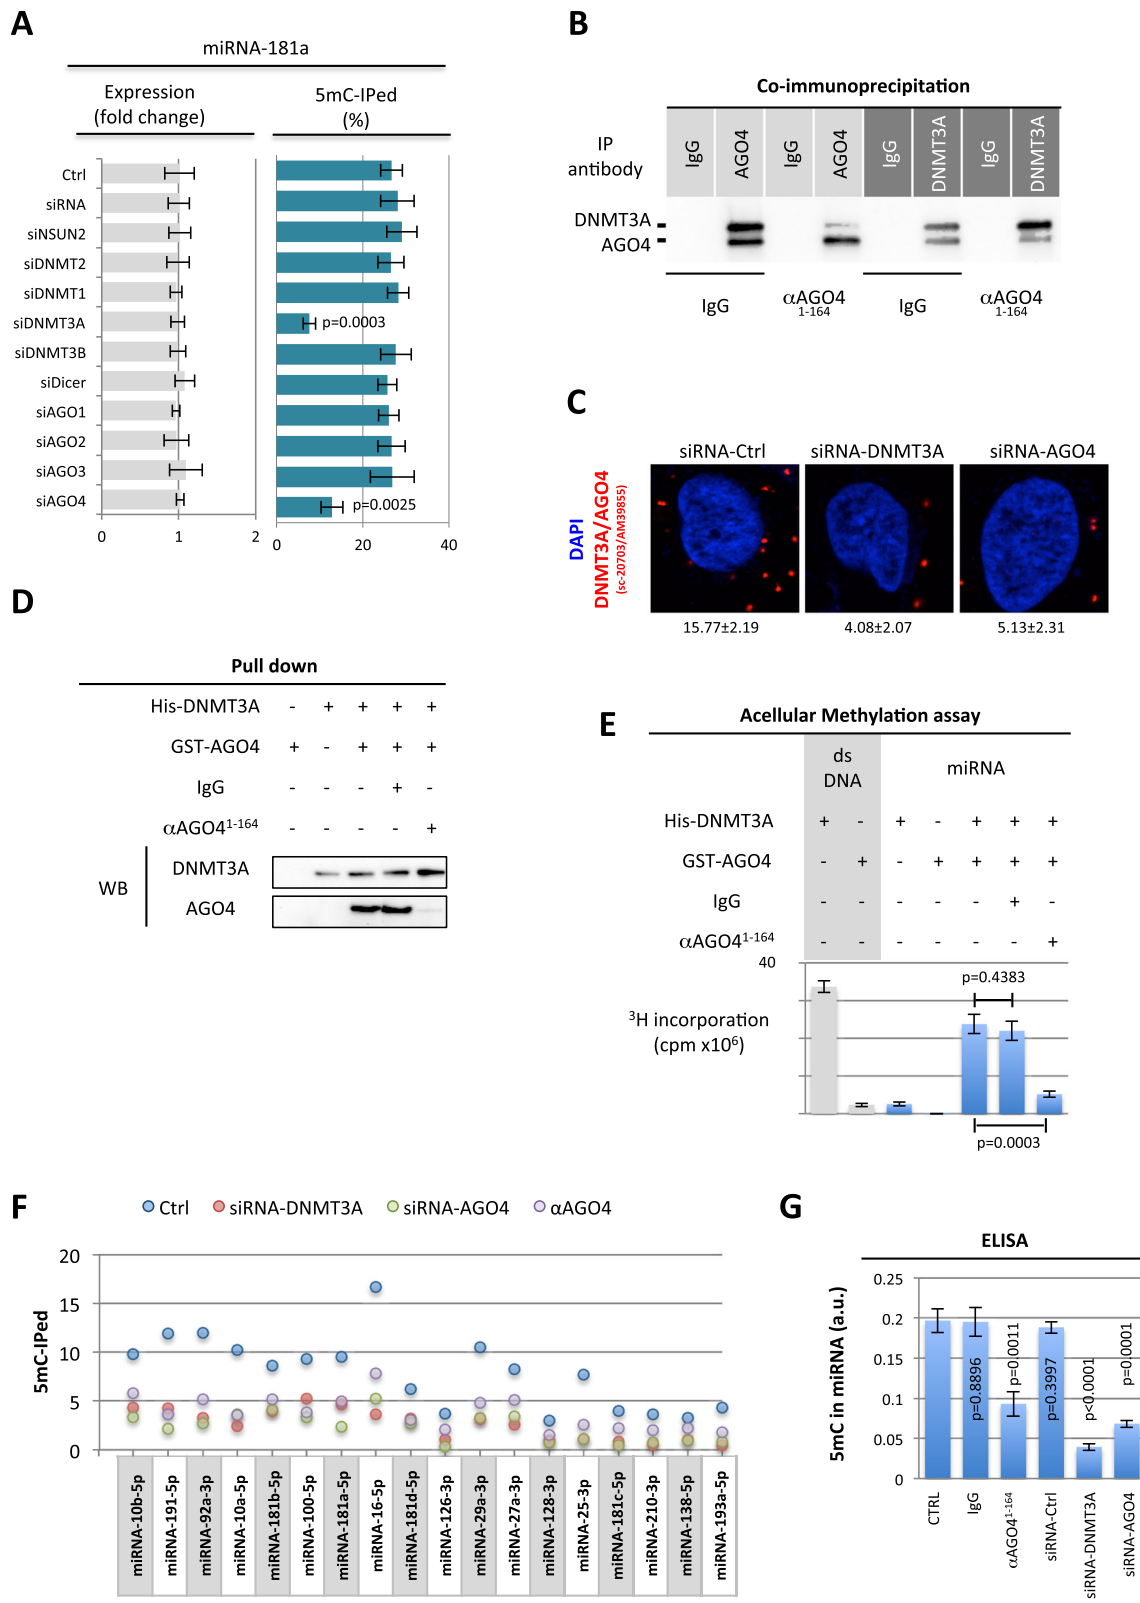 A
miRNA-181a
Expression
(fold change)
5mC-IPed
(%)
Ctrl
siRNA
siNSUN2
siDNMT2
siDNMT1
siDNMT3A
p=0.0003
siDNMT3B
siDicer
siAGO1
siAGO2
siAGO3
siAGO4
p=0.0025
0 1 2
0 20 40
B
Co-immunoprecipitation
IP
antibody
IgG AGO4 IgG AGO4 IgG DNMT3A IgG DNMT3A
DNMT3A
AGO4
IgG αAGO4 1-164 IgG αAGO4 1-164
C
siRNA-Ctrl siRNA-DNMT3A siRNA-AGO4
DAPI
DNMT3A/AGO4
(sc-20703/AM39855)
15.77±2.19 4.08±2.07 5.13±2.31
D
Pull down
His-DNMT3A - + + + +
GST-AGO4 + - + + +
IgG - - - + -
αAGO4 1-164 - - - - +
WB
DNMT3A
AGO4
E
Acellular Methylation assay
ds
DNA
miRNA
His-DNMT3A + - + - + + +
GST-AGO4 - + - + + + +
IgG - - - - - + -
αAGO4 1-164 - - - - - - +
40
p=0.4383
3H incorporation
(cpm x106)
p=0.0003
F
Ctrl siRNA-DNMT3A siRNA-AGO4 αAGO4
5mC-IPed
20
15
10
5
0
miRNA-10b-5p
miRNA-191-5p
miRNA-92a-3p
miRNA-10a-5p
miRNA-181b-5p
miRNA-100-5p
miRNA-181a-5p
miRNA-16-5p
miRNA-181d-5p
miRNA-126-3p
miRNA-29a-3p
miRNA-27a-3p
miRNA-128-3p
miRNA-25-3p
miRNA-181c-5p
miRNA-210-3p
miRNA-138-5p
miRNA-193a-5p
G
ELISA
5mC in miRNA (a.u.)
0.25
0.2
0.15
0.1
0.05
0
p=0.8896
p=0.0011
p=0.3997
p<0.0001
p=0.0001
CTRL
IgG
αAGO4 1-164
siRNA-Ctrl
siRNA-DNMT3A
siRNA-AGO4